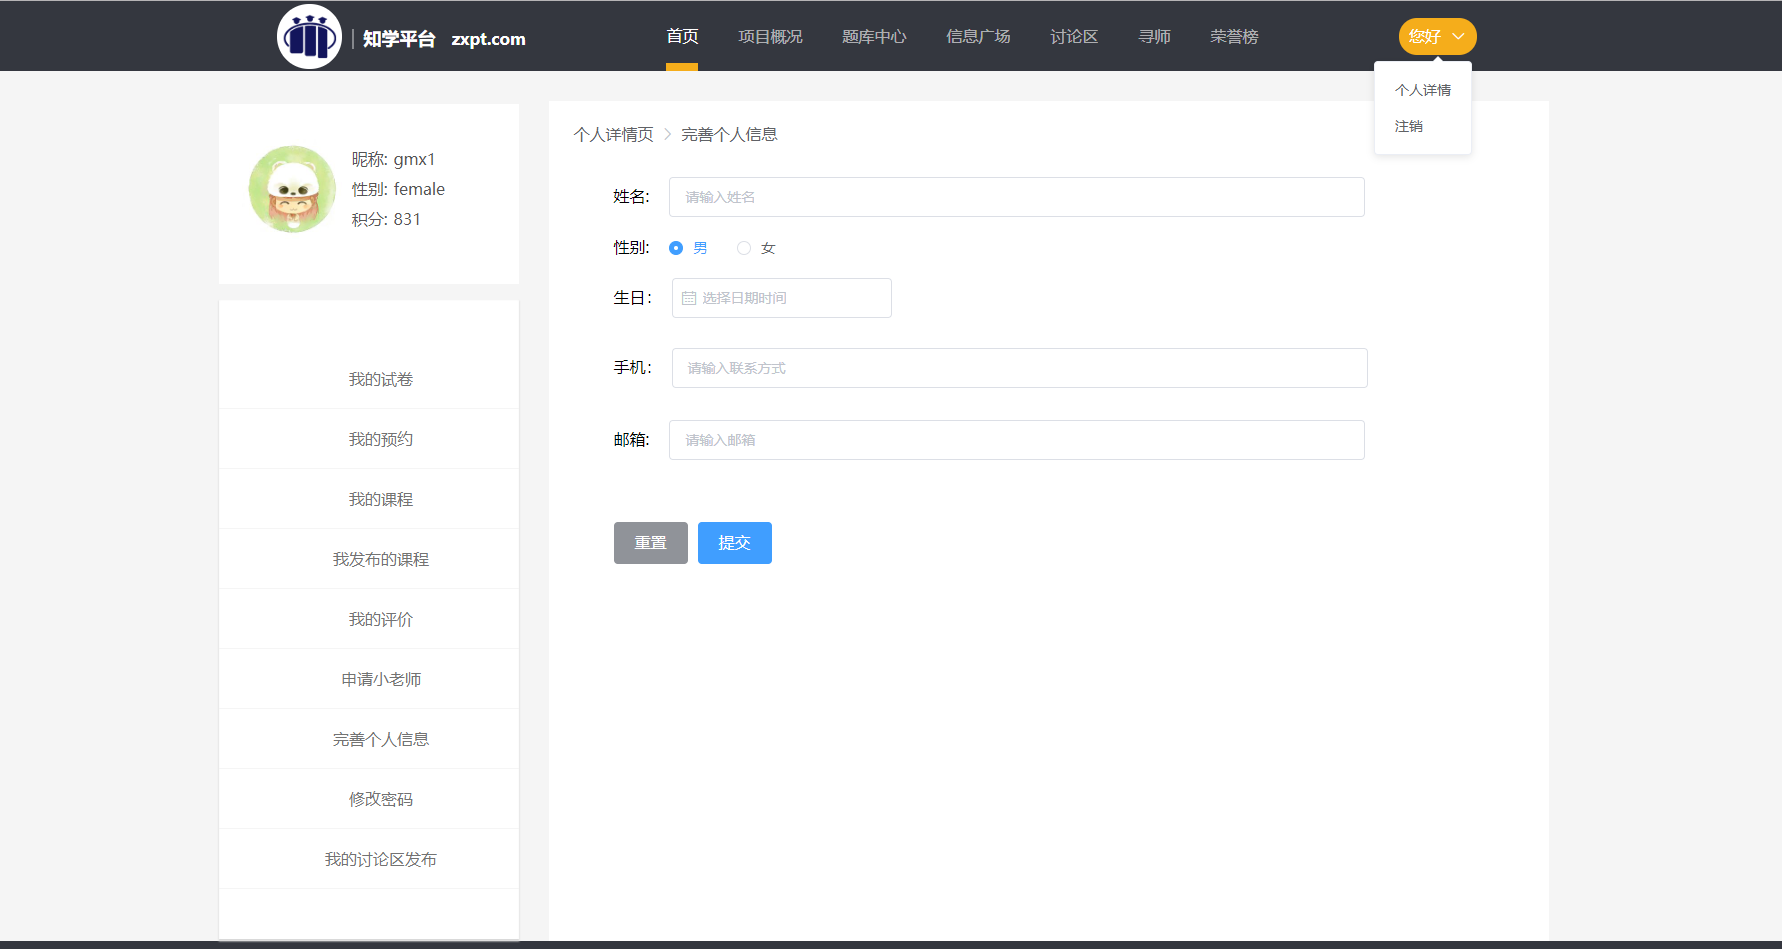 知学平台 zxpt.com
首页 项目概况 题库中心 信息广场 讨论区 寻师 荣誉榜 您好
个人详情
注销
昵称: gmx1
性别: female
积分: 831
我的试卷
我的预约
我的课程
我发布的课程
我的评价
申请小老师
完善个人信息
修改密码
我的讨论区发布
个人详情页 > 完善个人信息
姓名: 请输入姓名
性别: 男 女
生日： 选择日期时间
手机： 请输入联系方式
邮箱: 请输入邮箱
重置 提交